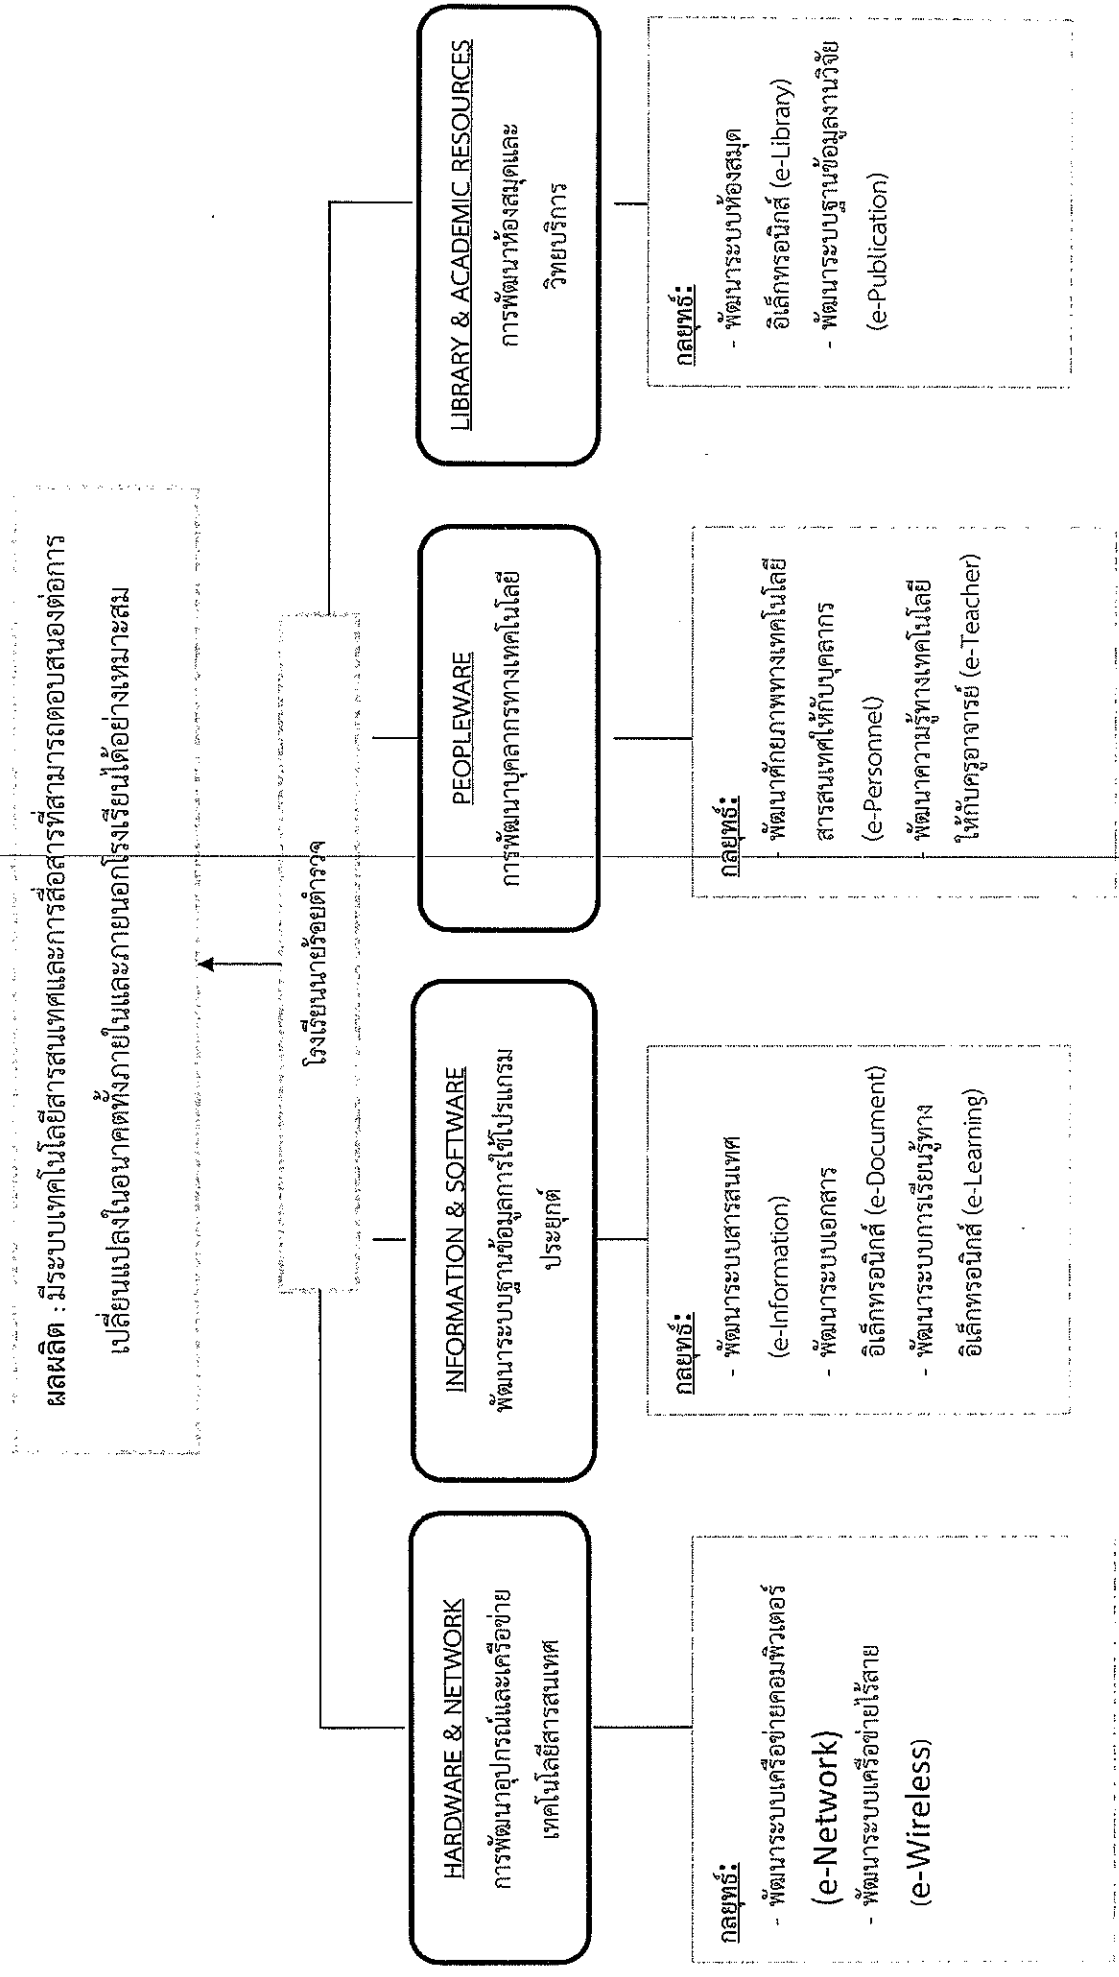 ผลผลิต : มีระบบเทคโนโลยีสารสนเทศและการสื่อสารที่สามารถตอบสนองต่อการ
เปลี่ยนแปลงในอนาคตทั้งภายในและภายนอกโรงเรียนได้อย่างเหมาะสม
โรงเรียนนายร้อยตำรวจ
HARDWARE & NETWORK
การพัฒนาอุปกรณ์และเครือข่าย
เทคโนโลยีสารสนเทศ
กลยุทธ์:
- พัฒนาระบบเครือข่ายคอมพิวเตอร์
(e-Network)
- พัฒนาระบบเครือข่ายไร้สาย
(e-Wireless)
INFORMATION & SOFTWARE
พัฒนาระบบฐานข้อมูลการใช้โปรแกรม
ประยุกต์
กลยุทธ์:
- พัฒนาระบบสารสนเทศ
(e-Information)
- พัฒนาระบบเอกสาร
อิเล็กทรอนิกส์ (e-Document)
- พัฒนาระบบการเรียนรู้ทาง
อิเล็กทรอนิกส์ (e-Learning)
PEOPLEWARE
การพัฒนาบุคลากรทางเทคโนโลยี
กลยุทธ์:
- พัฒนาศักยภาพทางเทคโนโลยี
สารสนเทศให้กับบุคลากร
(e-Personnel)
- พัฒนาความรู้ทางเทคโนโลยี
ให้กับครูอาจารย์ (e-Teacher)
LIBRARY & ACADEMIC RESOURCES
การพัฒนาห้องสมุดและ
วิทยบริการ
กลยุทธ์:
- พัฒนาระบบห้องสมุด
อิเล็กทรอนิกส์ (e-Library)
- พัฒนาระบบฐานข้อมูลงานวิจัย
(e-Publication)